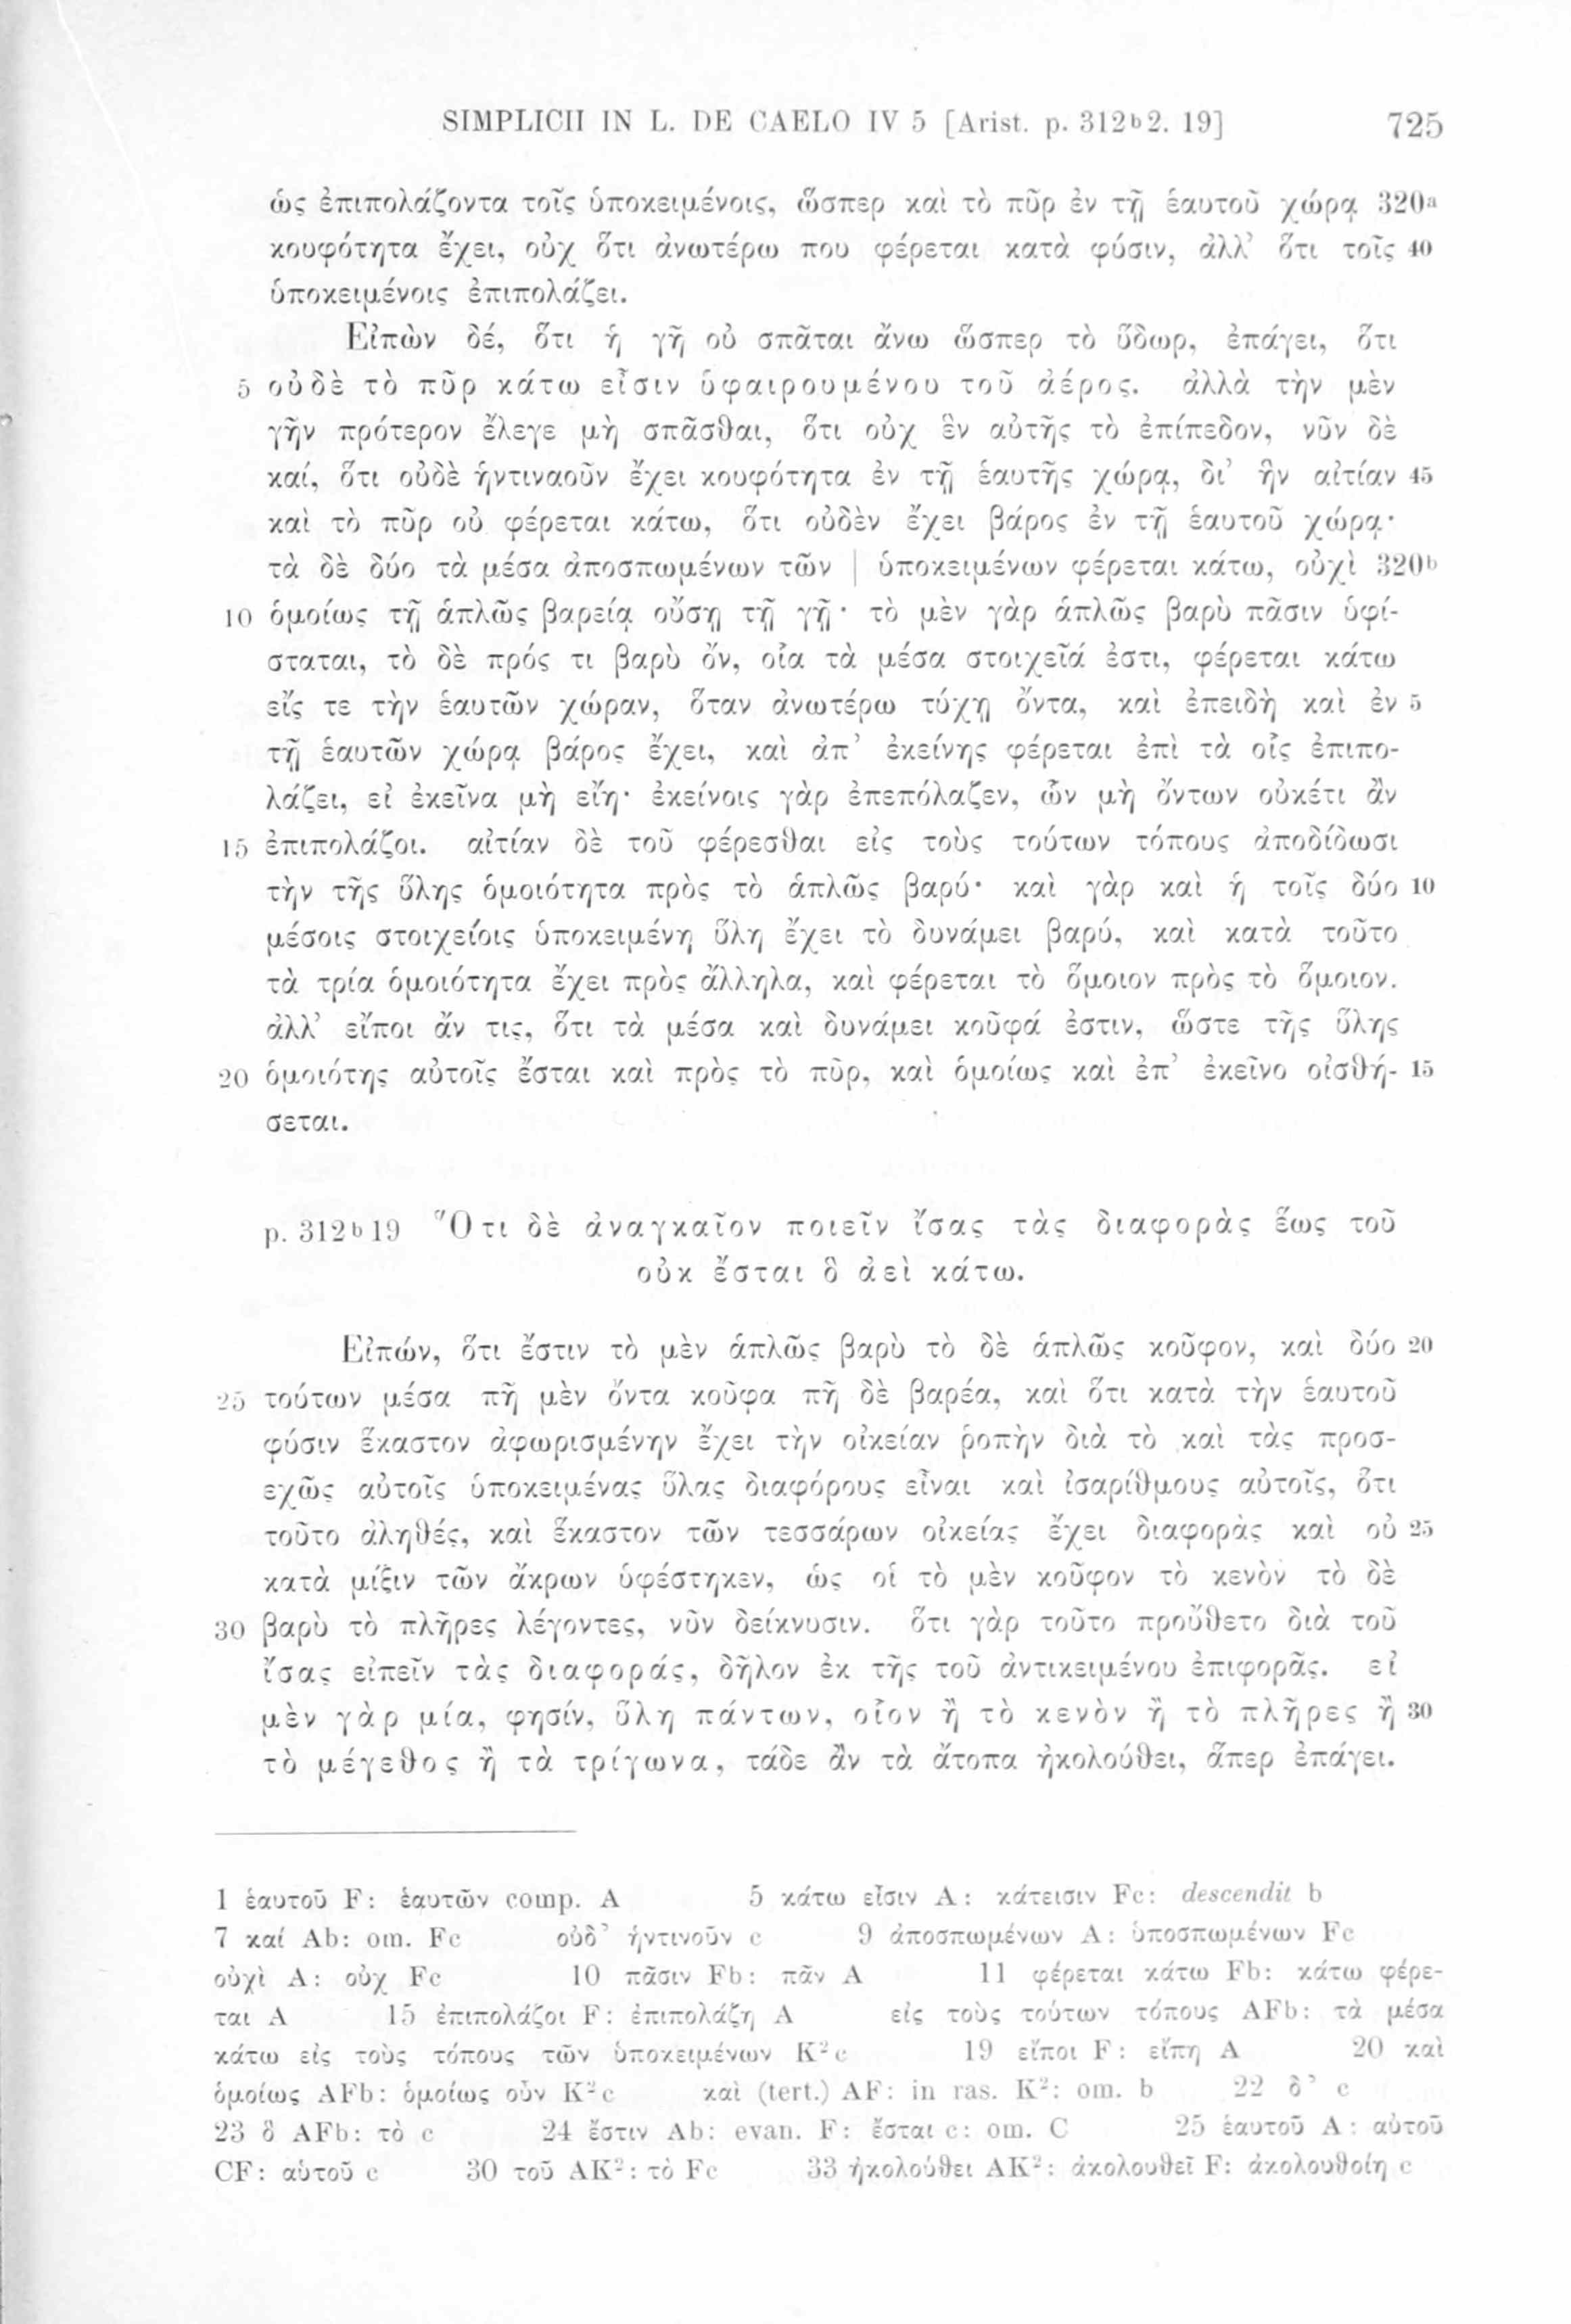 SIMPLICII IN L. DE CAELO IV 5 [Arist. p. 312ᵇ2. 19] 725
ὡς ἐπιπολάζοντα τοῖς ὑποκειμένοις, ὥσπερ καὶ τὸ πῦρ ἐν τῇ ἑαυτοῦ χώρᾳ 320ᵃ
κουφότητα ἔχει, οὐχ ὅτι ἀνωτέρω που φέρεται κατὰ φύσιν, ἀλλ’ ὅτι τοῖς 40
ὑποκειμένοις ἐπιπολάζει.
Εἰπὼν δέ, ὅτι ἡ γῆ οὐ σπᾶται ἄνω ὥσπερ τὸ ὕδωρ, ἐπάγει, ὅτι
5 οὐδὲ τὸ πῦρ κάτω εἶσιν ὑφαιρουμένου τοῦ ἀέρος. ἀλλὰ τὴν μὲν
γῆν πρότερον ἔλεγε μὴ σπᾶσθαι, ὅτι οὐχ ἓν αὐτῆς τὸ ἐπίπεδον, νῦν δὲ
καί, ὅτι οὐδὲ ἡντιναοῦν ἔχει κουφότητα ἐν τῇ ἑαυτῆς χώρᾳ, δι’ ἣν αἰτίαν 45
καὶ τὸ πῦρ οὐ φέρεται κάτω, ὅτι οὐδὲν ἔχει βάρος ἐν τῇ ἑαυτοῦ χώρᾳ·
τὰ δὲ δύο τὰ μέσα ἀποσπωμένων τῶν | ὑποκειμένων φέρεται κάτω, οὐχὶ 320ᵇ
10 ὁμοίως τῇ ἁπλῶς βαρείᾳ οὔσῃ τῇ γῇ· τὸ μὲν γὰρ ἁπλῶς βαρὺ πᾶσιν ὑφί-
σταται, τὸ δὲ πρός τι βαρὺ ὄν, οἷα τὰ μέσα στοιχεῖά ἐστι, φέρεται κάτω
εἴς τε τὴν ἑαυτῶν χώραν, ὅταν ἀνωτέρω τύχῃ ὄντα, καὶ ἐπειδὴ καὶ ἐν 5
τῇ ἑαυτῶν χώρᾳ βάρος ἔχει, καὶ ἀπ’ ἐκείνης φέρεται ἐπὶ τὰ οἷς ἐπιπο-
λάζει, εἰ ἐκεῖνα μὴ εἴη· ἐκείνοις γὰρ ἐπεπόλαζεν, ὧν μὴ ὄντων οὐκέτι ἂν
15 ἐπιπολάζοι. αἰτίαν δὲ τοῦ φέρεσθαι εἰς τοὺς τούτων τόπους ἀποδίδωσι
τὴν τῆς ὕλης ὁμοιότητα πρὸς τὸ ἁπλῶς βαρύ· καὶ γὰρ καὶ ἡ τοῖς δύο 10
μέσοις στοιχείοις ὑποκειμένη ὕλη ἔχει τὸ δυνάμει βαρύ, καὶ κατὰ τοῦτο
τὰ τρία ὁμοιότητα ἔχει πρὸς ἄλληλα, καὶ φέρεται τὸ ὅμοιον πρὸς τὸ ὅμοιον.
ἀλλ’ εἴποι ἄν τις, ὅτι τὰ μέσα καὶ δυνάμει κοῦφά ἐστιν, ὥστε τῆς ὕλης
20 ὁμοιότης αὐτοῖς ἔσται καὶ πρὸς τὸ πῦρ, καὶ ὁμοίως καὶ ἐπ’ ἐκεῖνο οἰσθή- 15
σεται.
p. 312ᵇ19 Ὅτι δὲ ἀναγκαῖον ποιεῖν ἴσας τὰς διαφορὰς ἕως τοῦ
οὐκ ἔσται ὃ ἀεὶ κάτω.
Εἰπών, ὅτι ἔστιν τὸ μὲν ἁπλῶς βαρὺ τὸ δὲ ἁπλῶς κοῦφον, καὶ δύο 20
25 τούτων μέσα πῇ μὲν ὄντα κοῦφα πῇ δὲ βαρέα, καὶ ὅτι κατὰ τὴν ἑαυτοῦ
φύσιν ἕκαστον ἀφωρισμένην ἔχει τὴν οἰκείαν ῥοπὴν διὰ τὸ καὶ τὰς προσ-
εχῶς αὐτοῖς ὑποκειμένας ὕλας διαφόρους εἶναι καὶ ἰσαρίθμους αὐτοῖς, ὅτι
τοῦτο ἀληθές, καὶ ἕκαστον τῶν τεσσάρων οἰκείας ἔχει διαφορὰς καὶ οὐ 25
κατὰ μίξιν τῶν ἄκρων ὑφέστηκεν, ὡς οἱ τὸ μὲν κοῦφον τὸ κενὸν τὸ δὲ
30 βαρὺ τὸ πλῆρες λέγοντες, νῦν δείκνυσιν. ὅτι γὰρ τοῦτο προὔθετο διὰ τοῦ
ἴσας εἰπεῖν τὰς διαφοράς, δῆλον ἐκ τῆς τοῦ ἀντικειμένου ἐπιφορᾶς. εἰ
μὲν γὰρ μία, φησίν, ὕλη πάντων, οἷον ἢ τὸ κενὸν ἢ τὸ πλῆρες ἢ 30
τὸ μέγεθος ἢ τὰ τρίγωνα, τάδε ἂν τὰ ἄτοπα ἠκολούθει, ἅπερ ἐπάγει.
1 ἑαυτοῦ F: ἑαυτῶν comp. A 5 κάτω εἶσιν A: κάτεισιν Fc: descendit b
7 καί Ab: om. Fc οὐδ’ ἡντινοῦν c 9 ἀποσπωμένων A: ὑποσπωμένων Fc
οὐχὶ A: οὐχ Fc 10 πᾶσιν Fb: πᾶν A 11 φέρεται κάτω Fb: κάτω φέρε-
ται A 15 ἐπιπολάζοι F: ἐπιπολάζῃ A εἰς τοὺς τούτων τόπους AFb: τὰ μέσα
κάτω εἰς τοὺς τόπους τῶν ὑποκειμένων K²c 19 εἴποι F: εἴπῃ A 20 καὶ
ὁμοίως AFb: ὁμοίως οὖν K²c καὶ (tert.) AF: in ras. K²: om. b 22 δ’ c
23 ὃ AFb: τὸ c 24 ἔστιν Ab: evan. F: ἔσται c: om. C 25 ἑαυτοῦ A: αὐτοῦ
CF: αὑτοῦ c 30 τοῦ AK²: τὸ Fc 33 ἠκολούθει AK²: ἀκολουθεῖ F: ἀκολουθοίη c